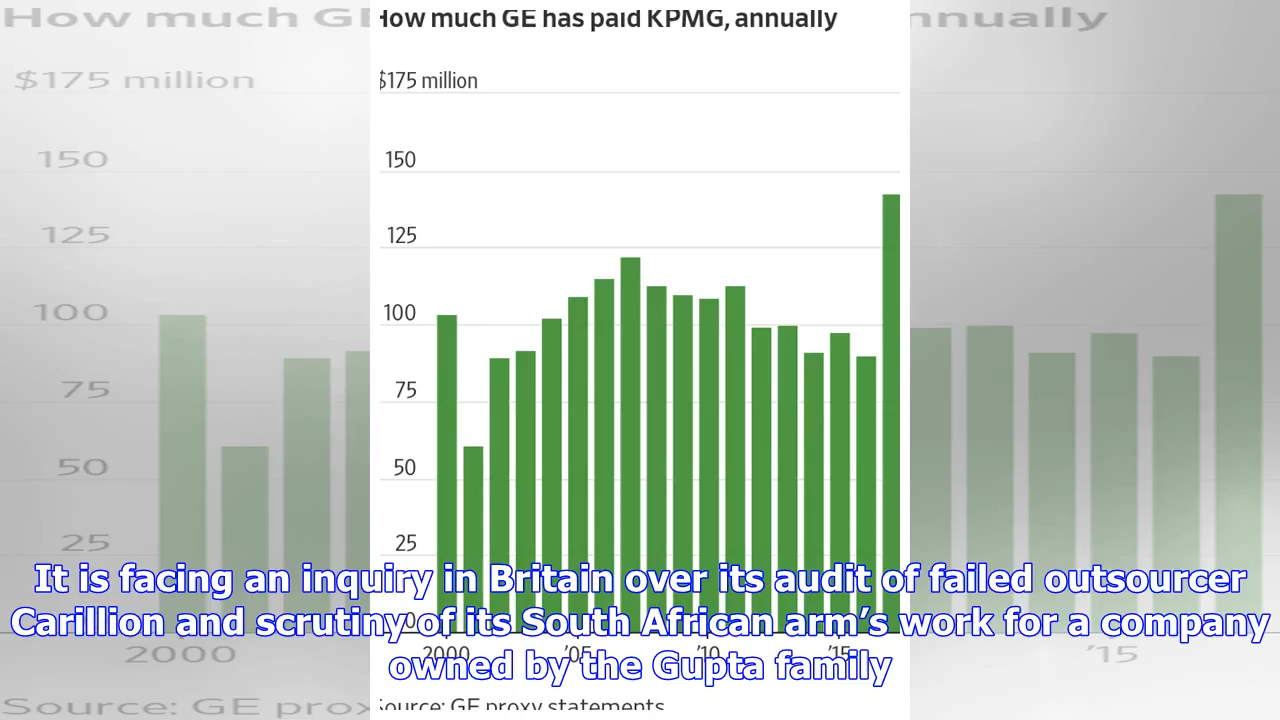 How much GE has paid KPMG, annually
$175 million
150
125
100
75
50
25
0
2000 '05 '10 '15
Source: GE proxy statements
It is facing an inquiry in Britain over its audit of failed outsourcer
Carillion and scrutiny of its South African arm’s work for a company
owned by the Gupta family